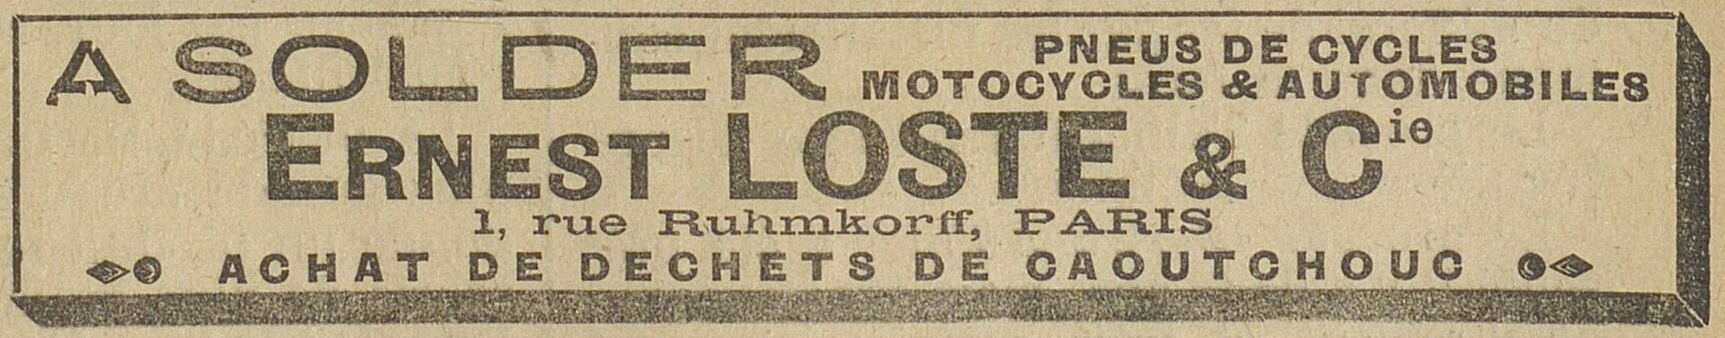 A SOLDER PNEUS DE CYCLES
MOTOCYCLES & AUTOMOBILES
ERNEST LOSTE & Cie
1, rue Ruhmkorff, PARIS
ACHAT DE DECHETS DE CAOUTCHOUC